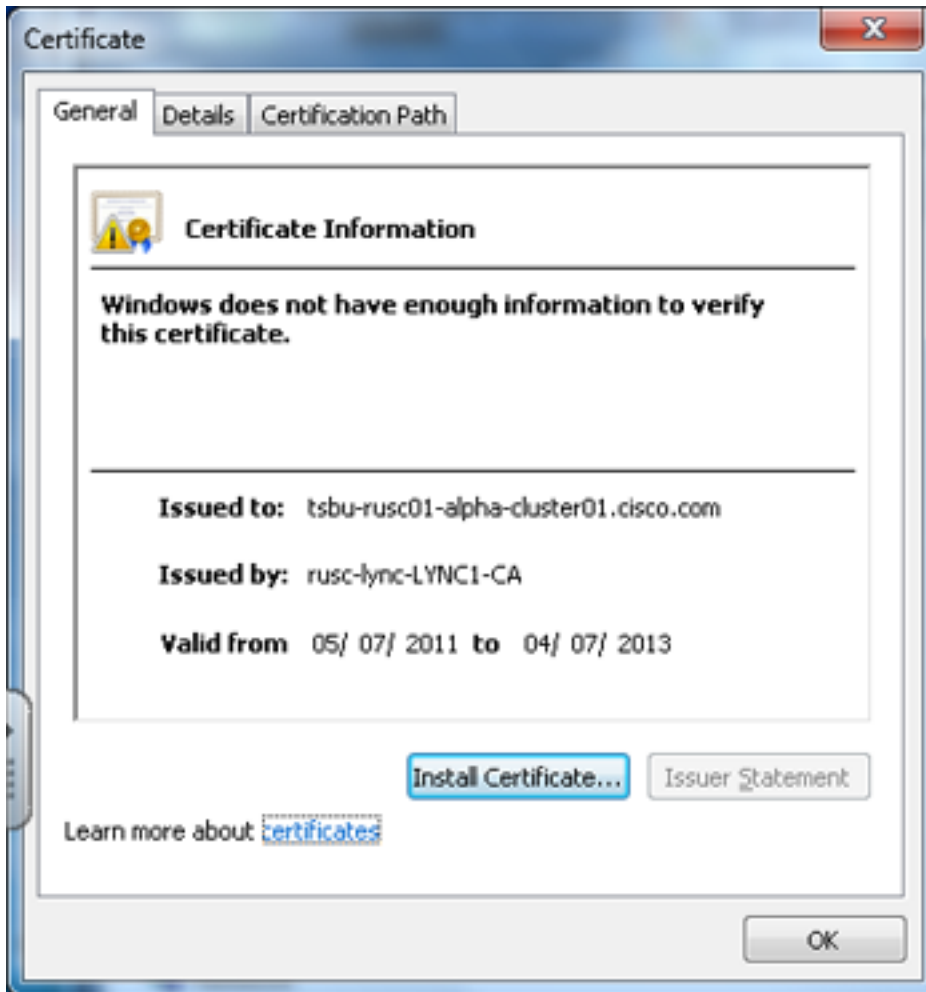 Certificate
General
Details
Certification Path
Certificate Information
Windows does not have enough information to verify
this certificate.
Issued to: tsbu-rusc01-alpha-cluster01.cisco.com
Issued by: rusc-lync-LYNC1-CA
Valid from 05/ 07/ 2011 to 04/ 07/ 2013
Install Certificate...
Issuer Statement
Learn more about certificates
OK